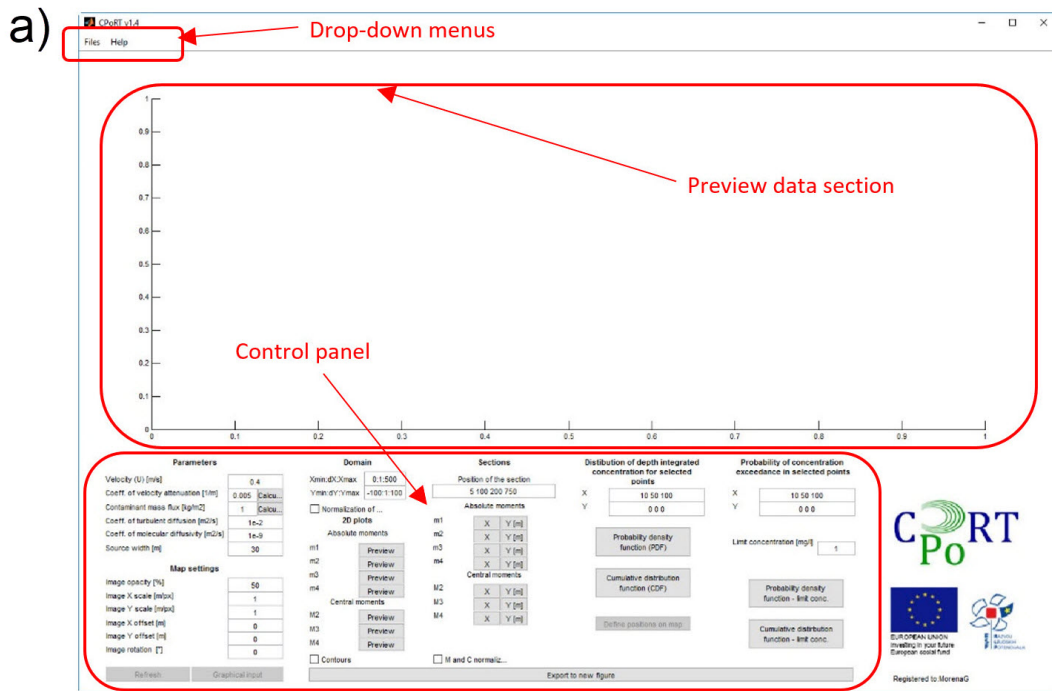 a)
CPoRT v1.4
Drop-down menus
Files Help
Preview data section
Control panel
1
0.9
0.8
0.7
0.6
0.5
0.4
0.3
0.2
0.1
0
0 0.1 0.2 0.3 0.4 0.5 0.6 0.7 0.8 0.9 1
Parameters
Velocity (U) [m/s] 0.4
Coeff. of velocity attenuation [1/m] 0.005 Calcu...
Contaminant mass flux [kg/m2] 1 Calcu...
Coeff. of turbulent diffusion [m2/s] 1e-2
Coeff. of molecular diffusivity [m2/s] 1e-9
Source width [m] 30
Map settings
Image opacity [%] 50
Image X scale [m/px] 1
Image Y scale [m/px] 1
Image X offset [m] 0
Image Y offset [m] 0
Image rotation [°] 0
Refresh Graphical input
Domain
Xmin:dX:Xmax 0:1:500
Ymin:dY:Ymax -100:1:100
Normalization of ...
2D plots
Absolute moments
m1 Preview
m2 Preview
m3 Preview
m4 Preview
Central moments
M2 Preview
M3 Preview
M4 Preview
Contours
Sections
Position of the section
5 100 200 750
Absolute moments
m1 X Y [m]
m2 X Y [m]
m3 X Y [m]
m4 X Y [m]
Central moments
M2 X Y [m]
M3 X Y [m]
M4 X Y [m]
M and C normaliz...
Export to new figure
Distibution of depth integrated
concentration for selected
points
X 10 50 100
Y 0 0 0
Probability density
function (PDF)
Cumulative distribution
function (CDF)
Define positions on map
Probability of concentration
exceedance in selected points
X 10 50 100
Y 0 0 0
Limit concentration [mg/l] 1
Probability density
function - limit conc.
Cumulative distribution
function - limit conc.
CPoRT
EUROPEAN UNION
Investing in your future
European social fund
RAZVOJ
LJUDSKIH
POTENCIJALA
Registered to:MorenaG